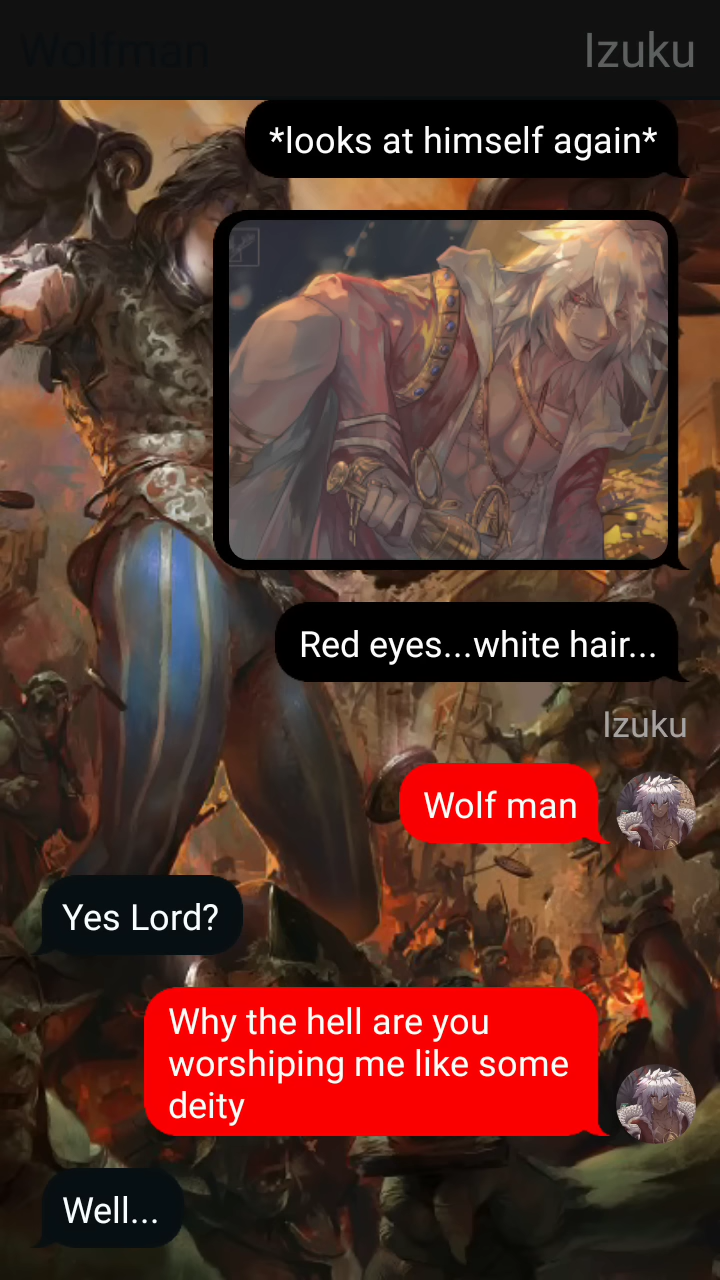 Wolfman
Izuku
*looks at himself again*
Red eyes...white hair...
Izuku
Wolf man
Yes Lord?
Why the hell are you
worshiping me like some
deity
Well...